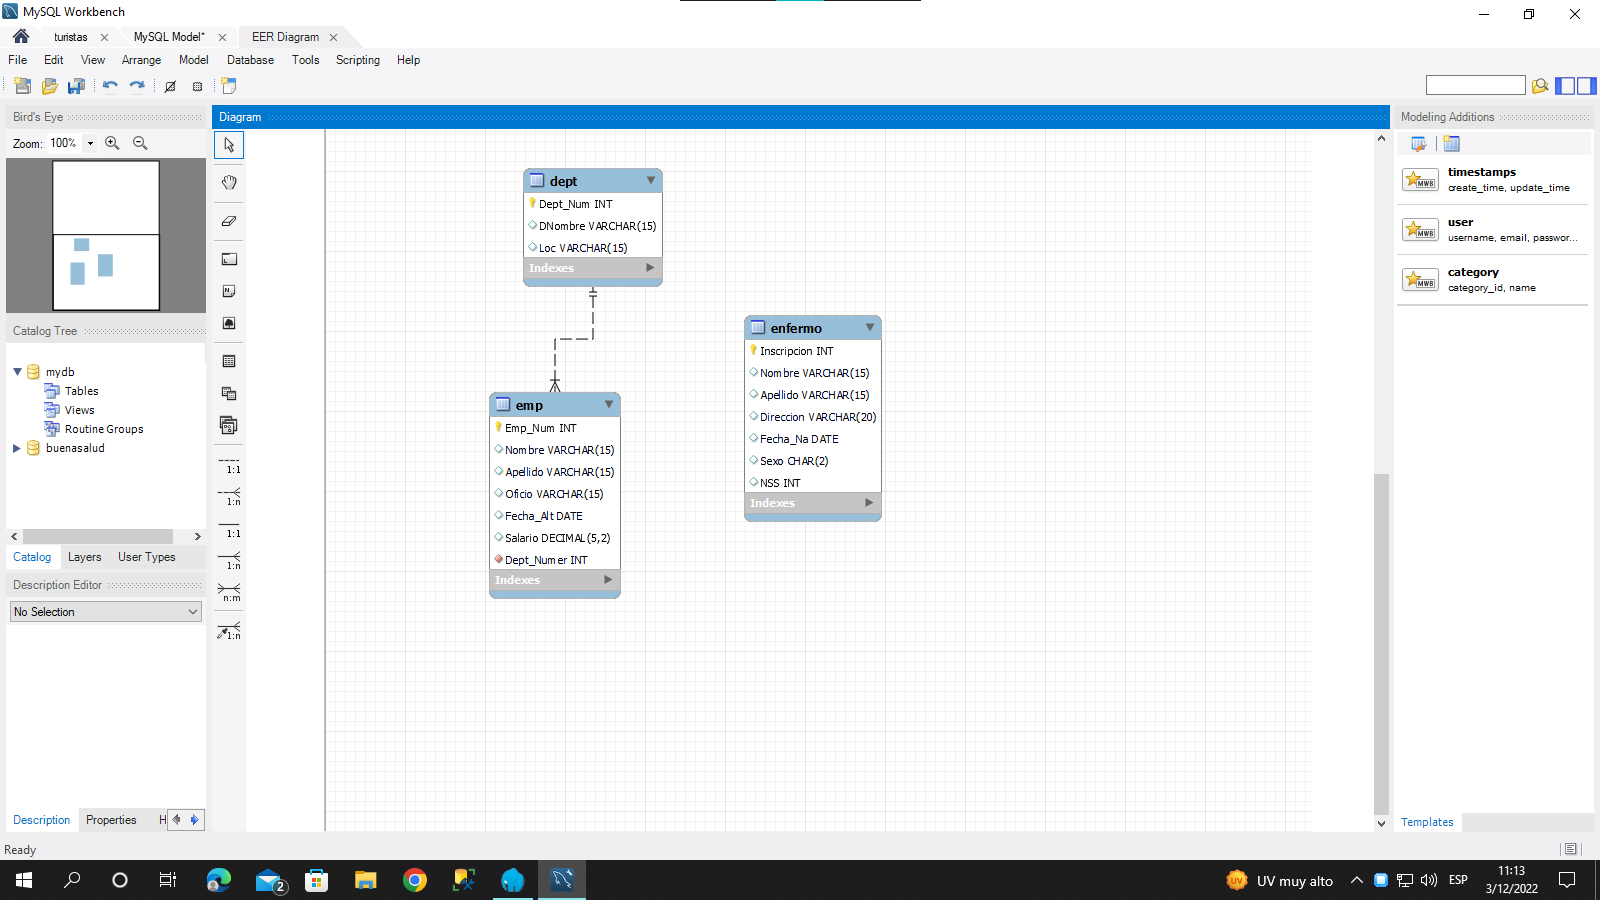 MySQL Workbench
turistas
MySQL Model*
EER Diagram
File Edit View Arrange Model Database Tools Scripting Help
Bird's Eye
Zoom: 100%
Catalog Tree
mydb
Tables
Views
Routine Groups
buenasalud
Catalog Layers User Types
Description Editor
No Selection
Description Properties H
Ready
Diagram
1:1
1:n
1:1
1:n
n:m
1:n
dept
Dept_Num INT
DNombre VARCHAR(15)
Loc VARCHAR(15)
Indexes
emp
Emp_Num INT
Nombre VARCHAR(15)
Apellido VARCHAR(15)
Oficio VARCHAR(15)
Fecha_Alt DATE
Salario DECIMAL(5,2)
Dept_Numer INT
Indexes
enfermo
Inscripcion INT
Nombre VARCHAR(15)
Apellido VARCHAR(15)
Direccion VARCHAR(20)
Fecha_Na DATE
Sexo CHAR(2)
NSS INT
Indexes
Modeling Additions
MWB
timestamps
create_time, update_time
MWB
user
username, email, passwor...
MWB
category
category_id, name
Templates
2
UV
UV muy alto
ESP
11:13
3/12/2022